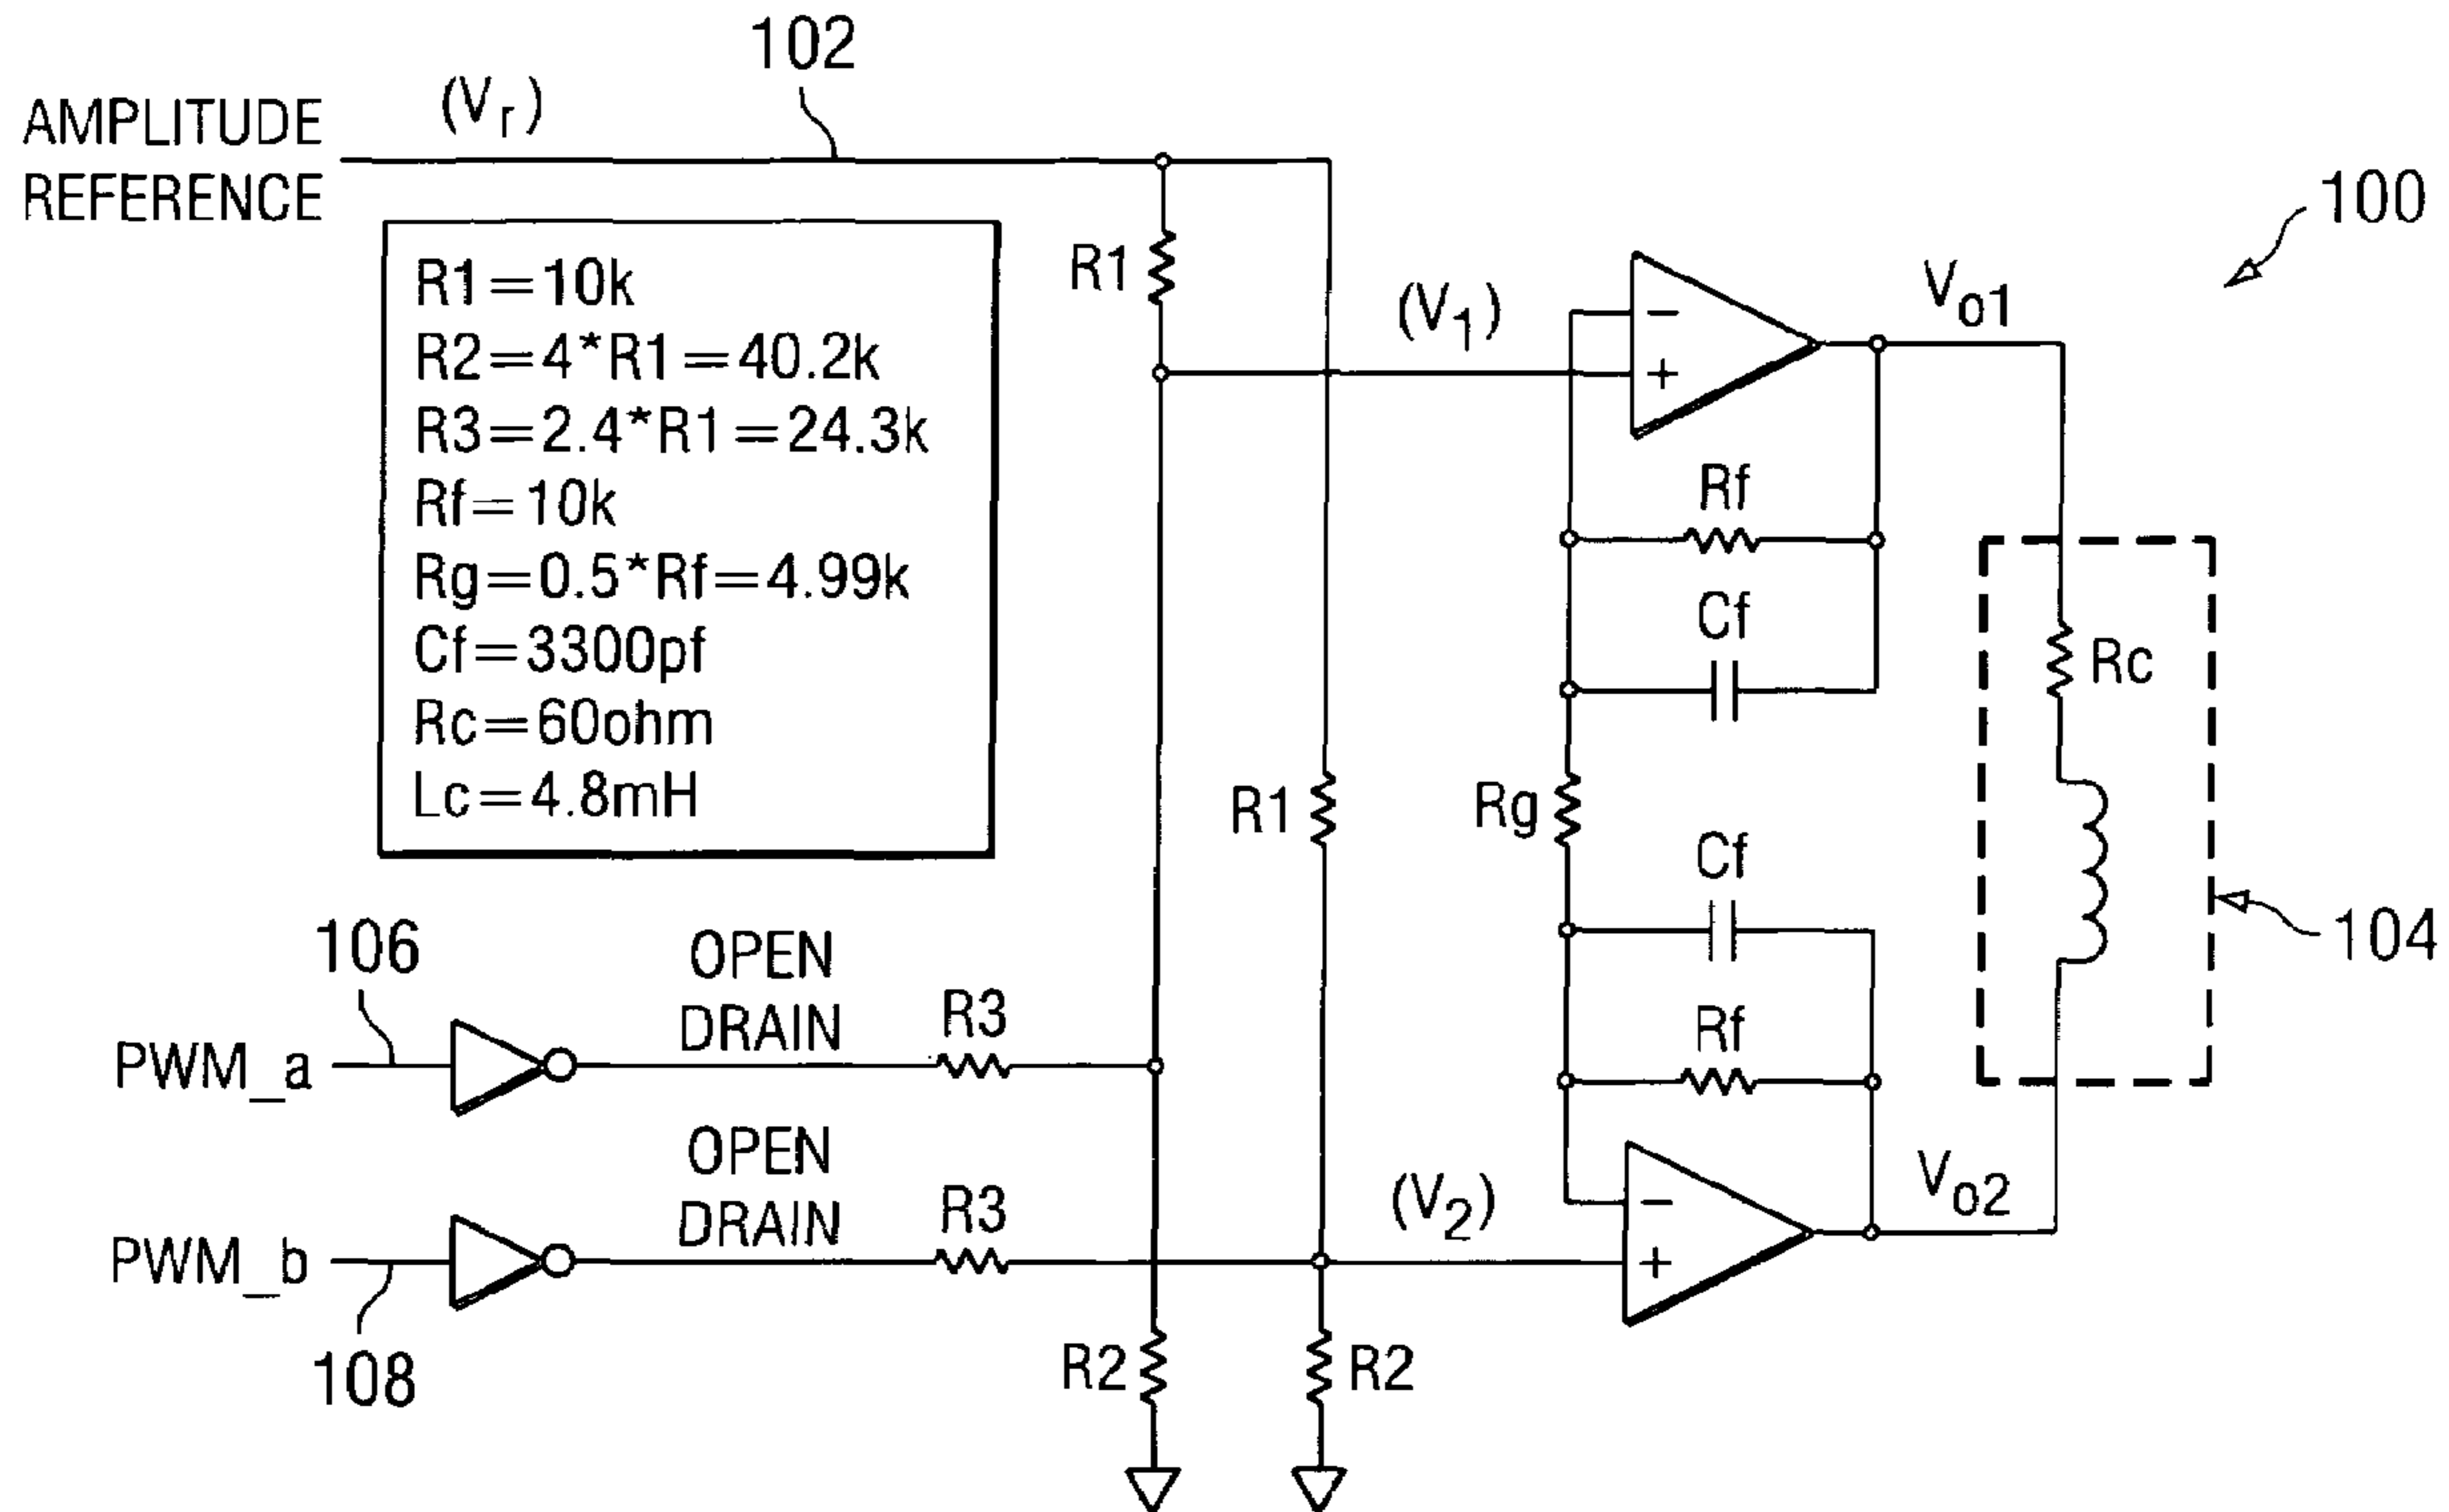 102
(Vr)
AMPLITUDE
REFERENCE
100
R1=10k
R2=4*R1=40.2k
R3=2.4*R1=24.3k
Rf=10k
Rg=0.5*Rf=4.99k
Cf=3300pf
Rc=60ohm
Lc=4.8mH
R1
(V1)
−
+
Vo1
Rf
Cf
Rc
R1
Rg
Cf
104
106
OPEN
DRAIN
R3
Rf
PWM_a
OPEN
DRAIN
R3
(V2)
−
+
Vo2
PWM_b
108
R2
R2